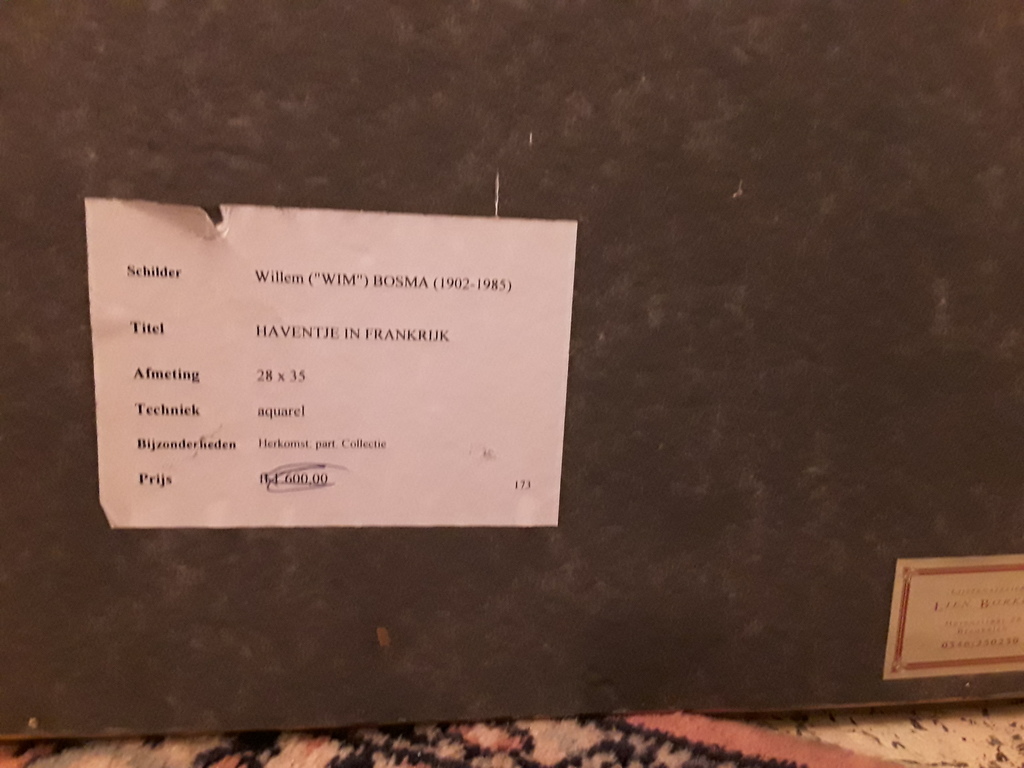 Schilder Willem ("WIM") BOSMA (1902-1985)
Titel HAVENTJE IN FRANKRIJK
Afmeting 28 x 35
Techniek aquarel
Bijzonderheden Herkomst. part. Collectie
Prijs 600,00
173